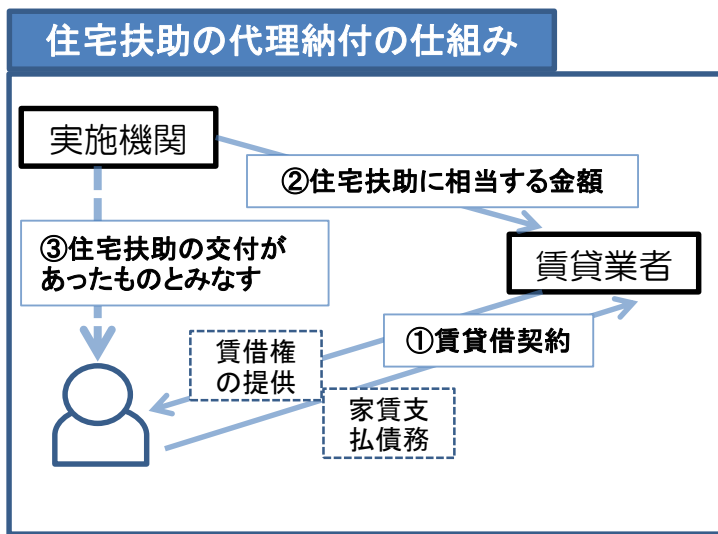 住宅扶助の代理納付の仕組み
実施機関
②住宅扶助に相当する金額
③住宅扶助の交付が
あったものとみなす
賃貸業者
①賃貸借契約
賃借権
の提供
家賃支
払債務